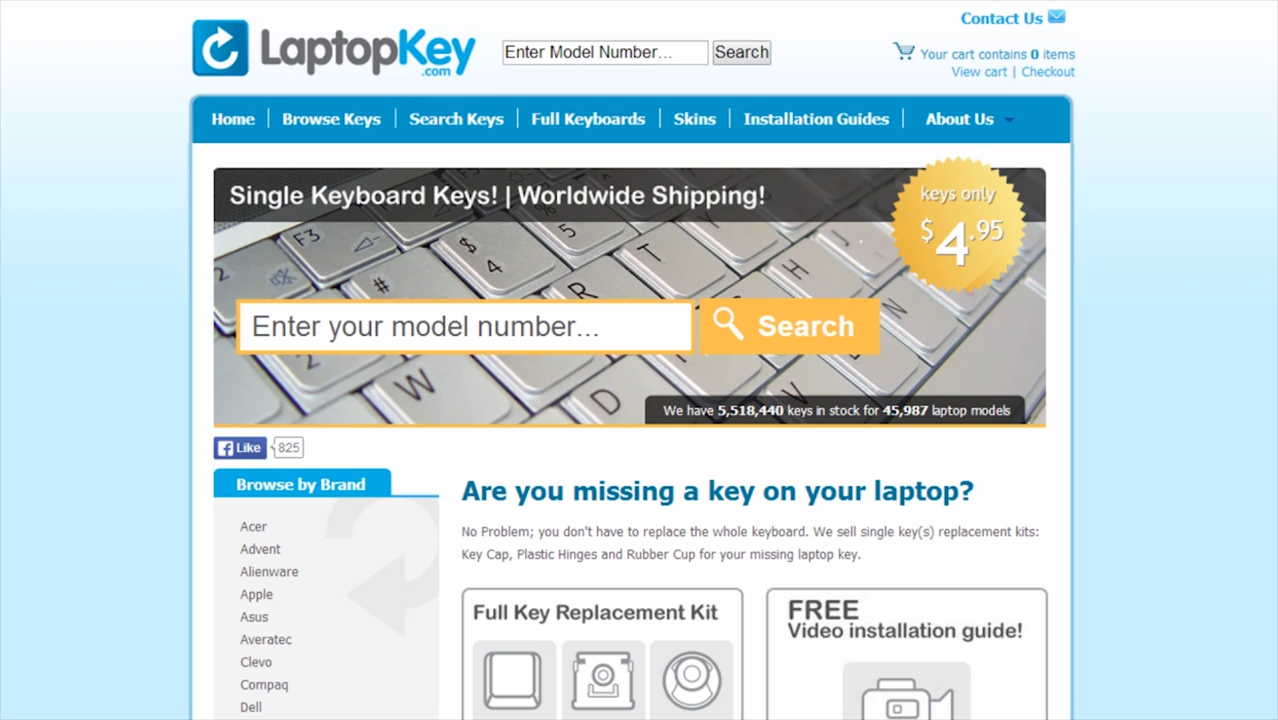 Contact Us
LaptopKey
.com
Enter Model Number...
Search
Your cart contains 0 items
View cart | Checkout
Home
Browse Keys
Search Keys
Full Keyboards
Skins
Installation Guides
About Us
Single Keyboard Keys! | Worldwide Shipping!
keys only
$4.95
F3
5
$
4
T
J
2
#
R
H
N
Enter your model number...
Search
2
W
D
V
We have 5,518,440 keys in stock for 45,987 laptop models
Like
825
Browse by Brand
Acer
Advent
Alienware
Apple
Asus
Averatec
Clevo
Compaq
Dell
Are you missing a key on your laptop?
No Problem; you don't have to replace the whole keyboard. We sell single key(s) replacement kits:
Key Cap, Plastic Hinges and Rubber Cup for your missing laptop key.
Full Key Replacement Kit
FREE
Video installation guide!